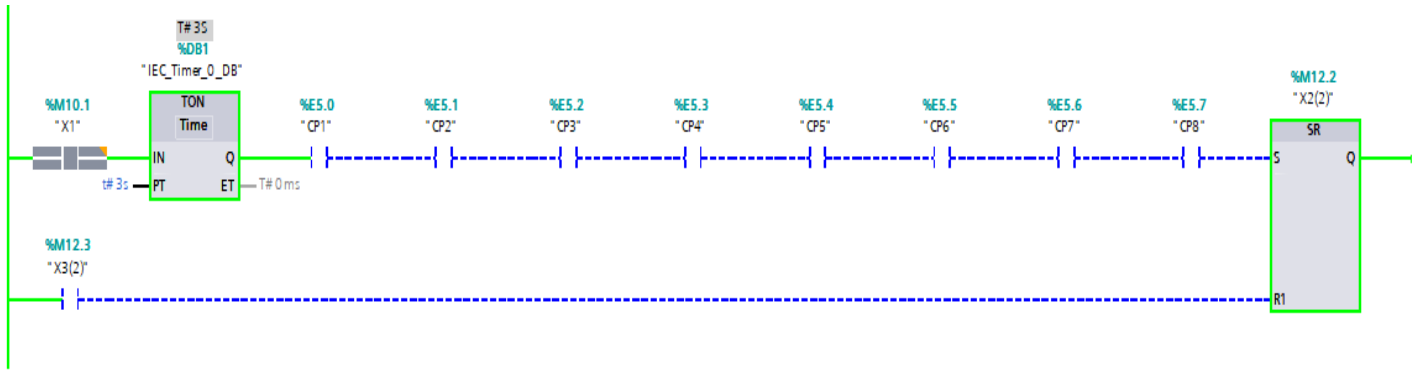 T# 3S
%DB1
"IEC_Timer_0_DB"
%M10.1
"X1"
TON
Time
IN
Q
t# 3s
PT
ET
T# 0ms
%E5.0
"CP1"
%E5.1
"CP2"
%E5.2
"CP3"
%E5.3
"CP4"
%E5.4
"CP5"
%E5.5
"CP6"
%E5.6
"CP7"
%E5.7
"CP8"
%M12.2
"X2(2)"
SR
S
Q
%M12.3
"X3(2)"
R1